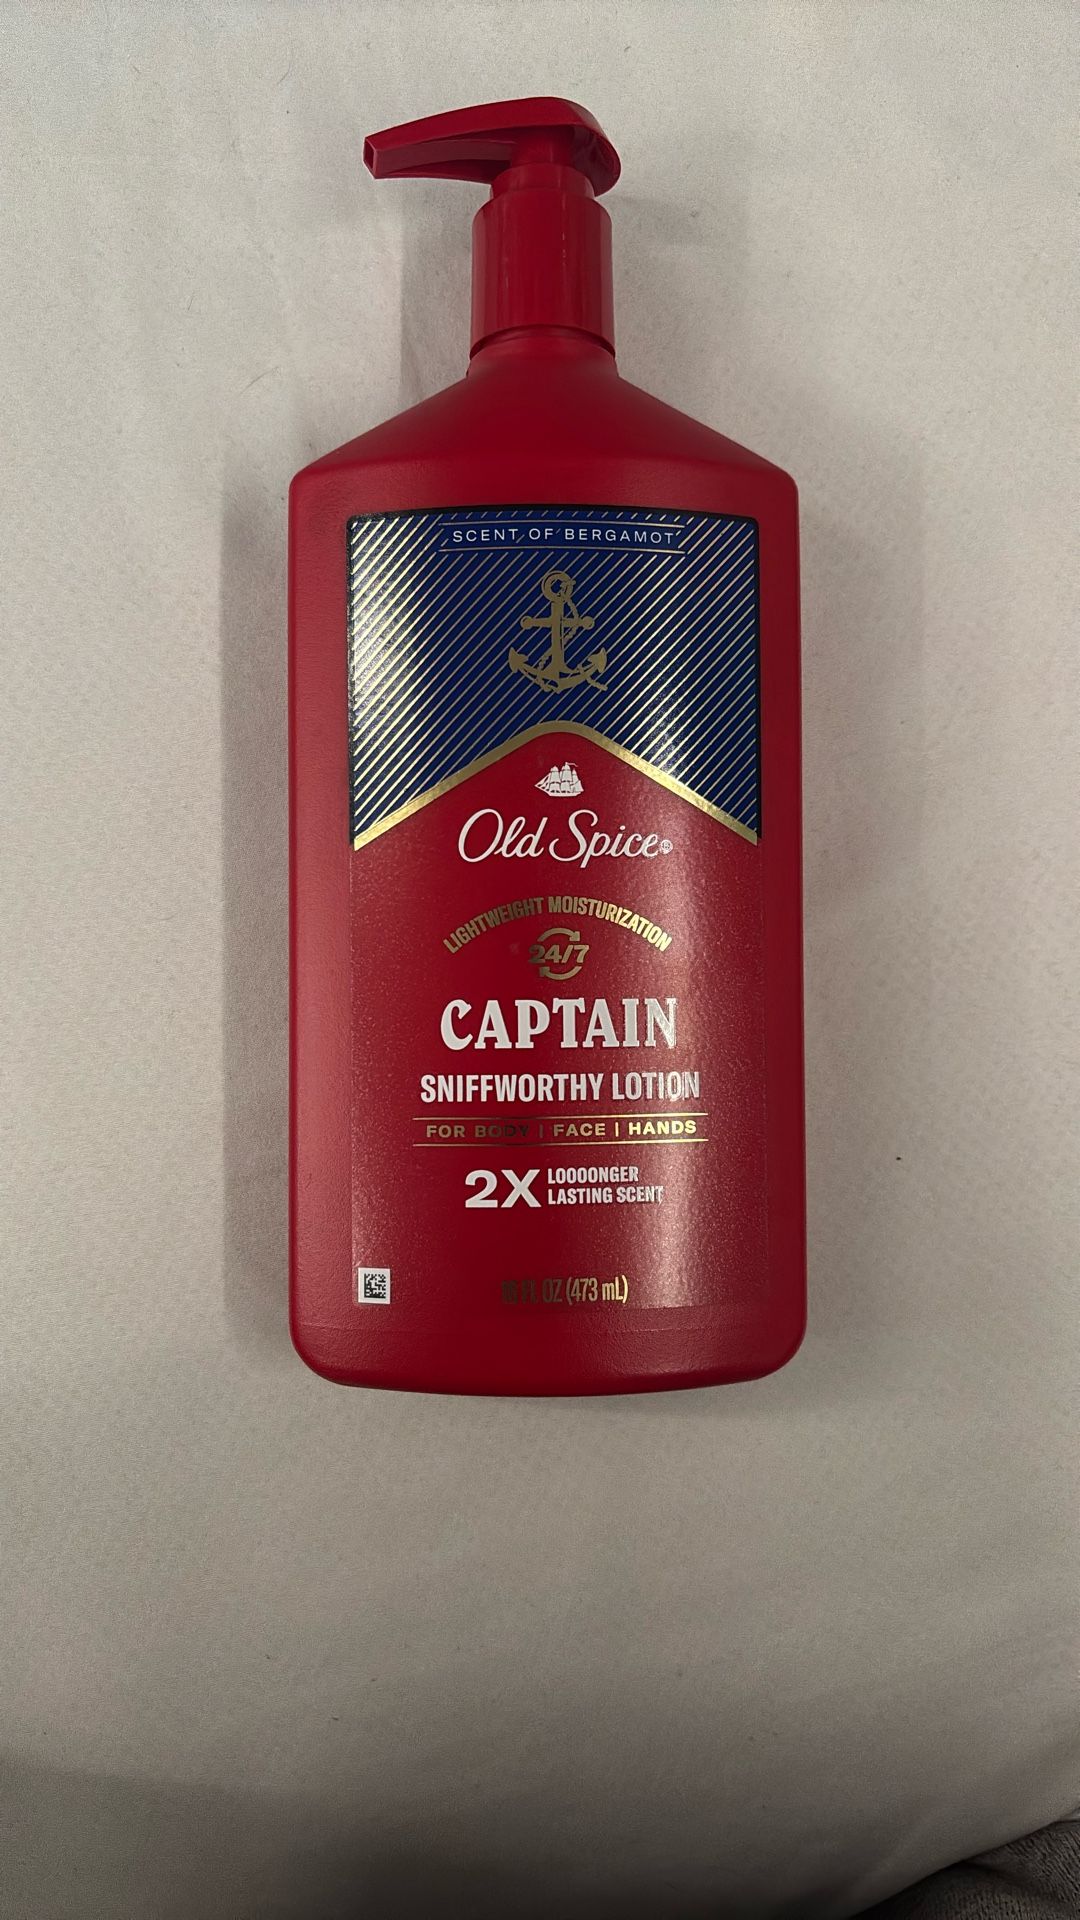 SCENT OF BERGAMOT
Old Spice®
LIGHTWEIGHT MOISTURIZATION
24/7
CAPTAIN
SNIFFWORTHY LOTION
FOR BODY | FACE | HANDS
2X LOOOONGER
LASTING SCENT
16 FL OZ (473 mL)